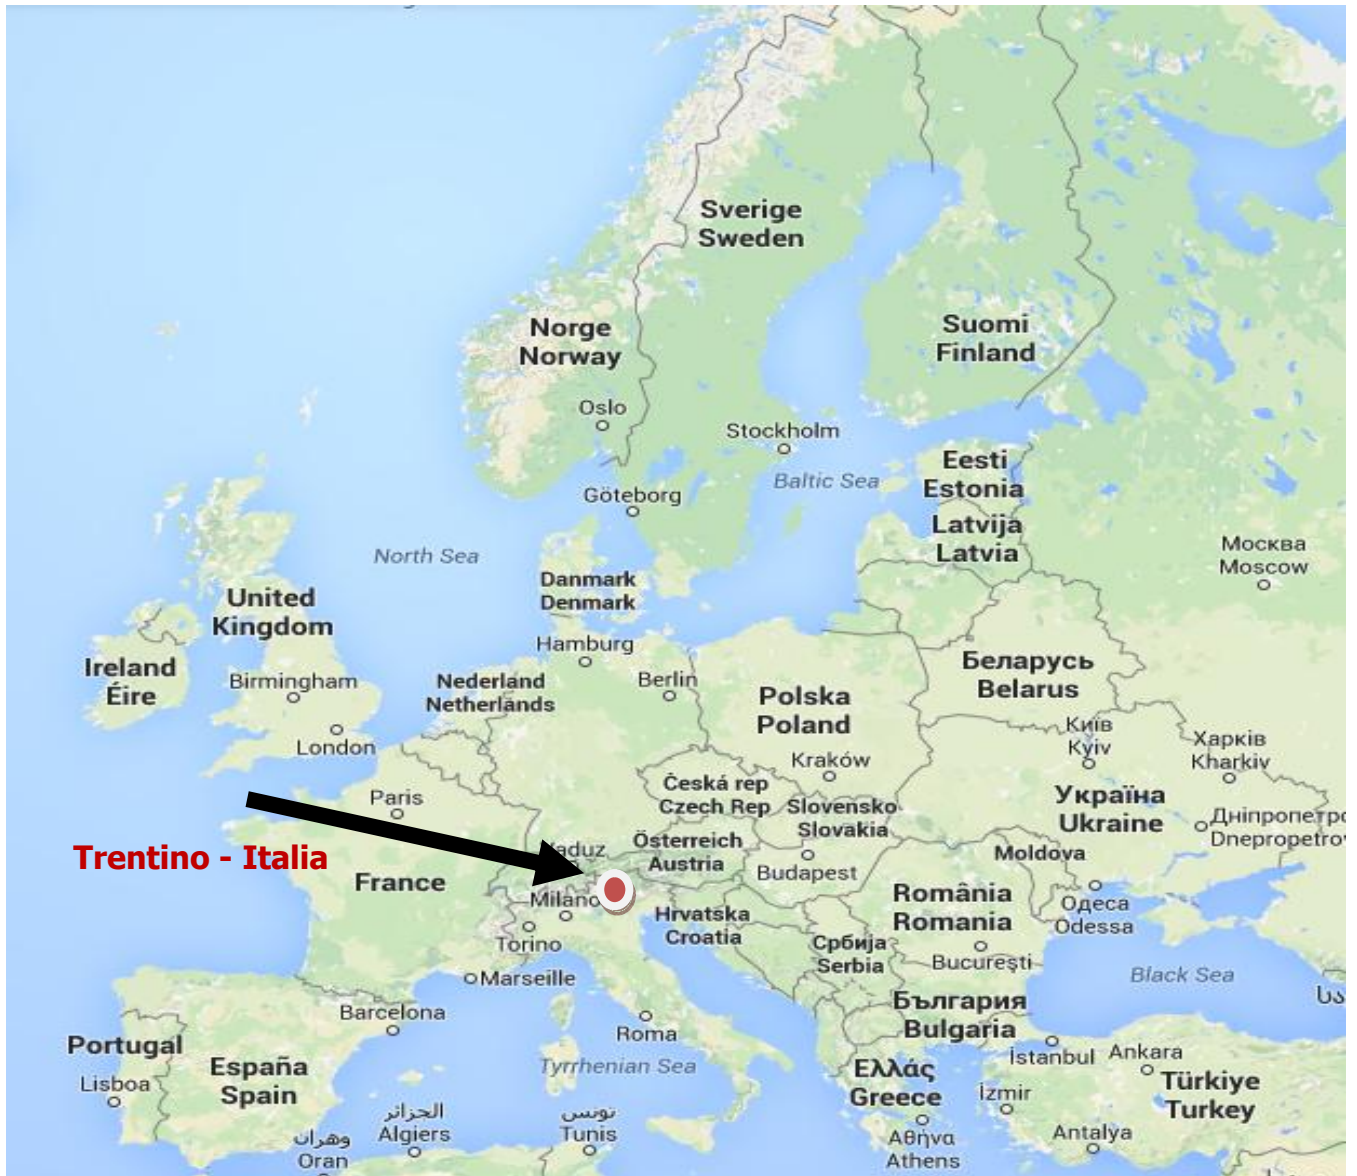 Sverige
Sweden
Norge
Norway
Suomi
Finland
Oslo
Stockholm
Baltic Sea
Eesti
Estonia
Göteborg
Latvija
Latvia
North Sea
Москва
Moscow
Danmark
Denmark
United
Kingdom
Hamburg
Ireland
Éire
Birmingham
Nederland
Netherlands
Berlin
Беларусь
Belarus
Polska
Poland
London
Київ
Kyiv
Харків
Kharkiv
Kraków
Česká rep
Czech Rep
Slovensko
Slovakia
Paris
Україна
Ukraine
Дніпропетро
Dnepropetrov
Österreich
Austria
Vaduz
Trentino - Italia
Moldova
Budapest
France
România
Romania
Milano
Одеса
Odessa
Hrvatska
Croatia
Torino
Србија
Serbia
București
Marseille
Black Sea
България
Bulgaria
Barcelona
Roma
Portugal
İstanbul
Ankara
Tyrrhenian Sea
España
Spain
Ελλάς
Greece
Türkiye
Turkey
Lisboa
İzmir
الجزائر
Algiers
تونس
Tunis
وهران
Oran
Αθήνα
Athens
Antalya